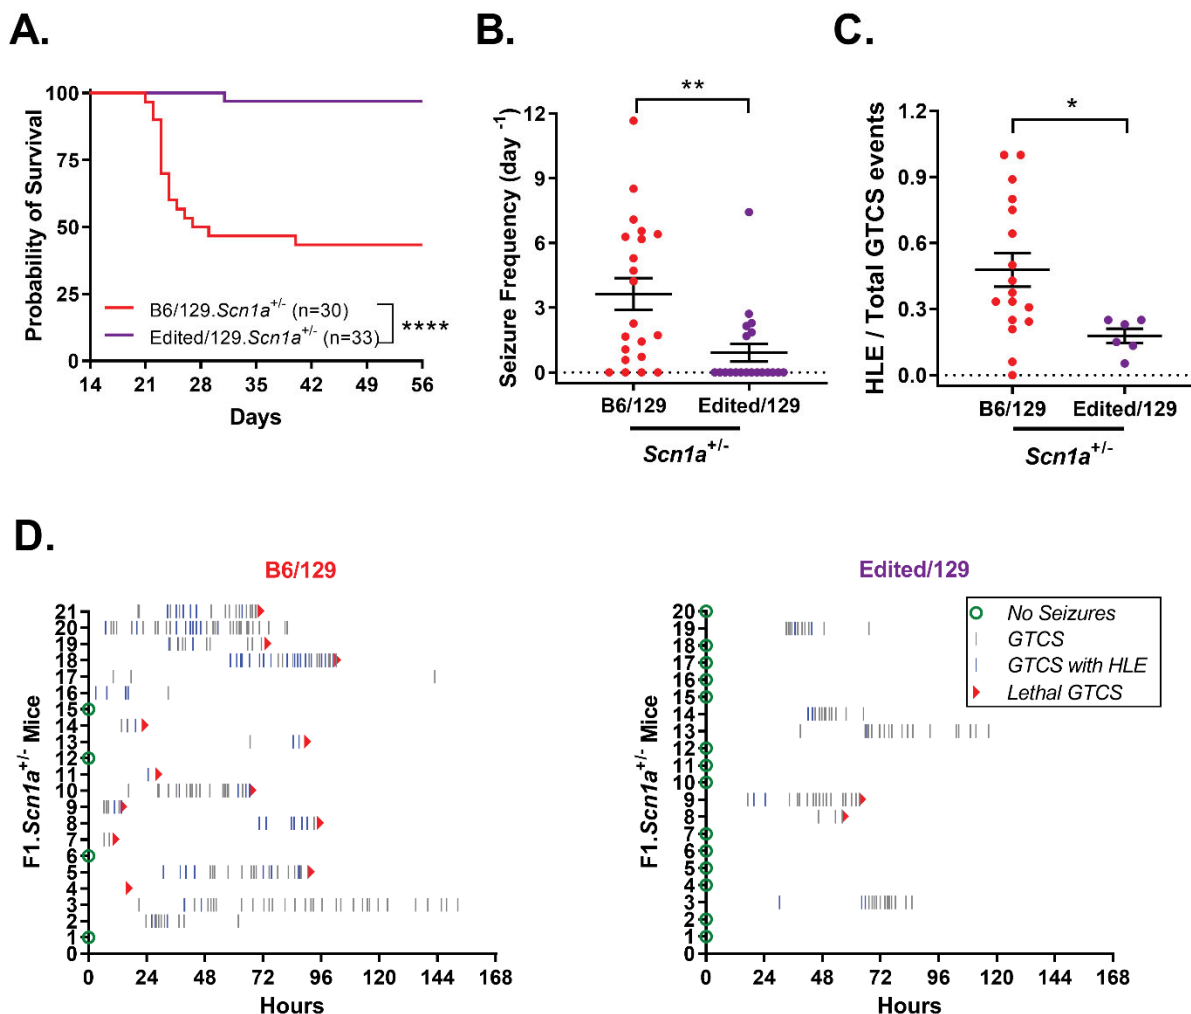 A.
B.
C.
Probability of Survival
100
75
50
25
0
14 21 28 35 42 49 56
Days
B6/129.Scn1a+/- (n=30)
Edited/129.Scn1a+/- (n=33)
****
Seizure Frequency (day -1)
12
9
6
3
0
**
B6/129 Edited/129
Scn1a+/-
HLE / Total GTCS events
1.2
0.9
0.6
0.3
0.0
*
B6/129 Edited/129
Scn1a+/-
D.
B6/129
F1.Scn1a+/- Mice
21
20
19
18
17
16
15
14
13
12
11
10
9
8
7
6
5
4
3
2
1
0
0 24 48 72 96 120 144 168
Hours
Edited/129
F1.Scn1a+/- Mice
20
19
18
17
16
15
14
13
12
11
10
9
8
7
6
5
4
3
2
1
0
0 24 48 72 96 120 144 168
Hours
No Seizures
GTCS
GTCS with HLE
Lethal GTCS